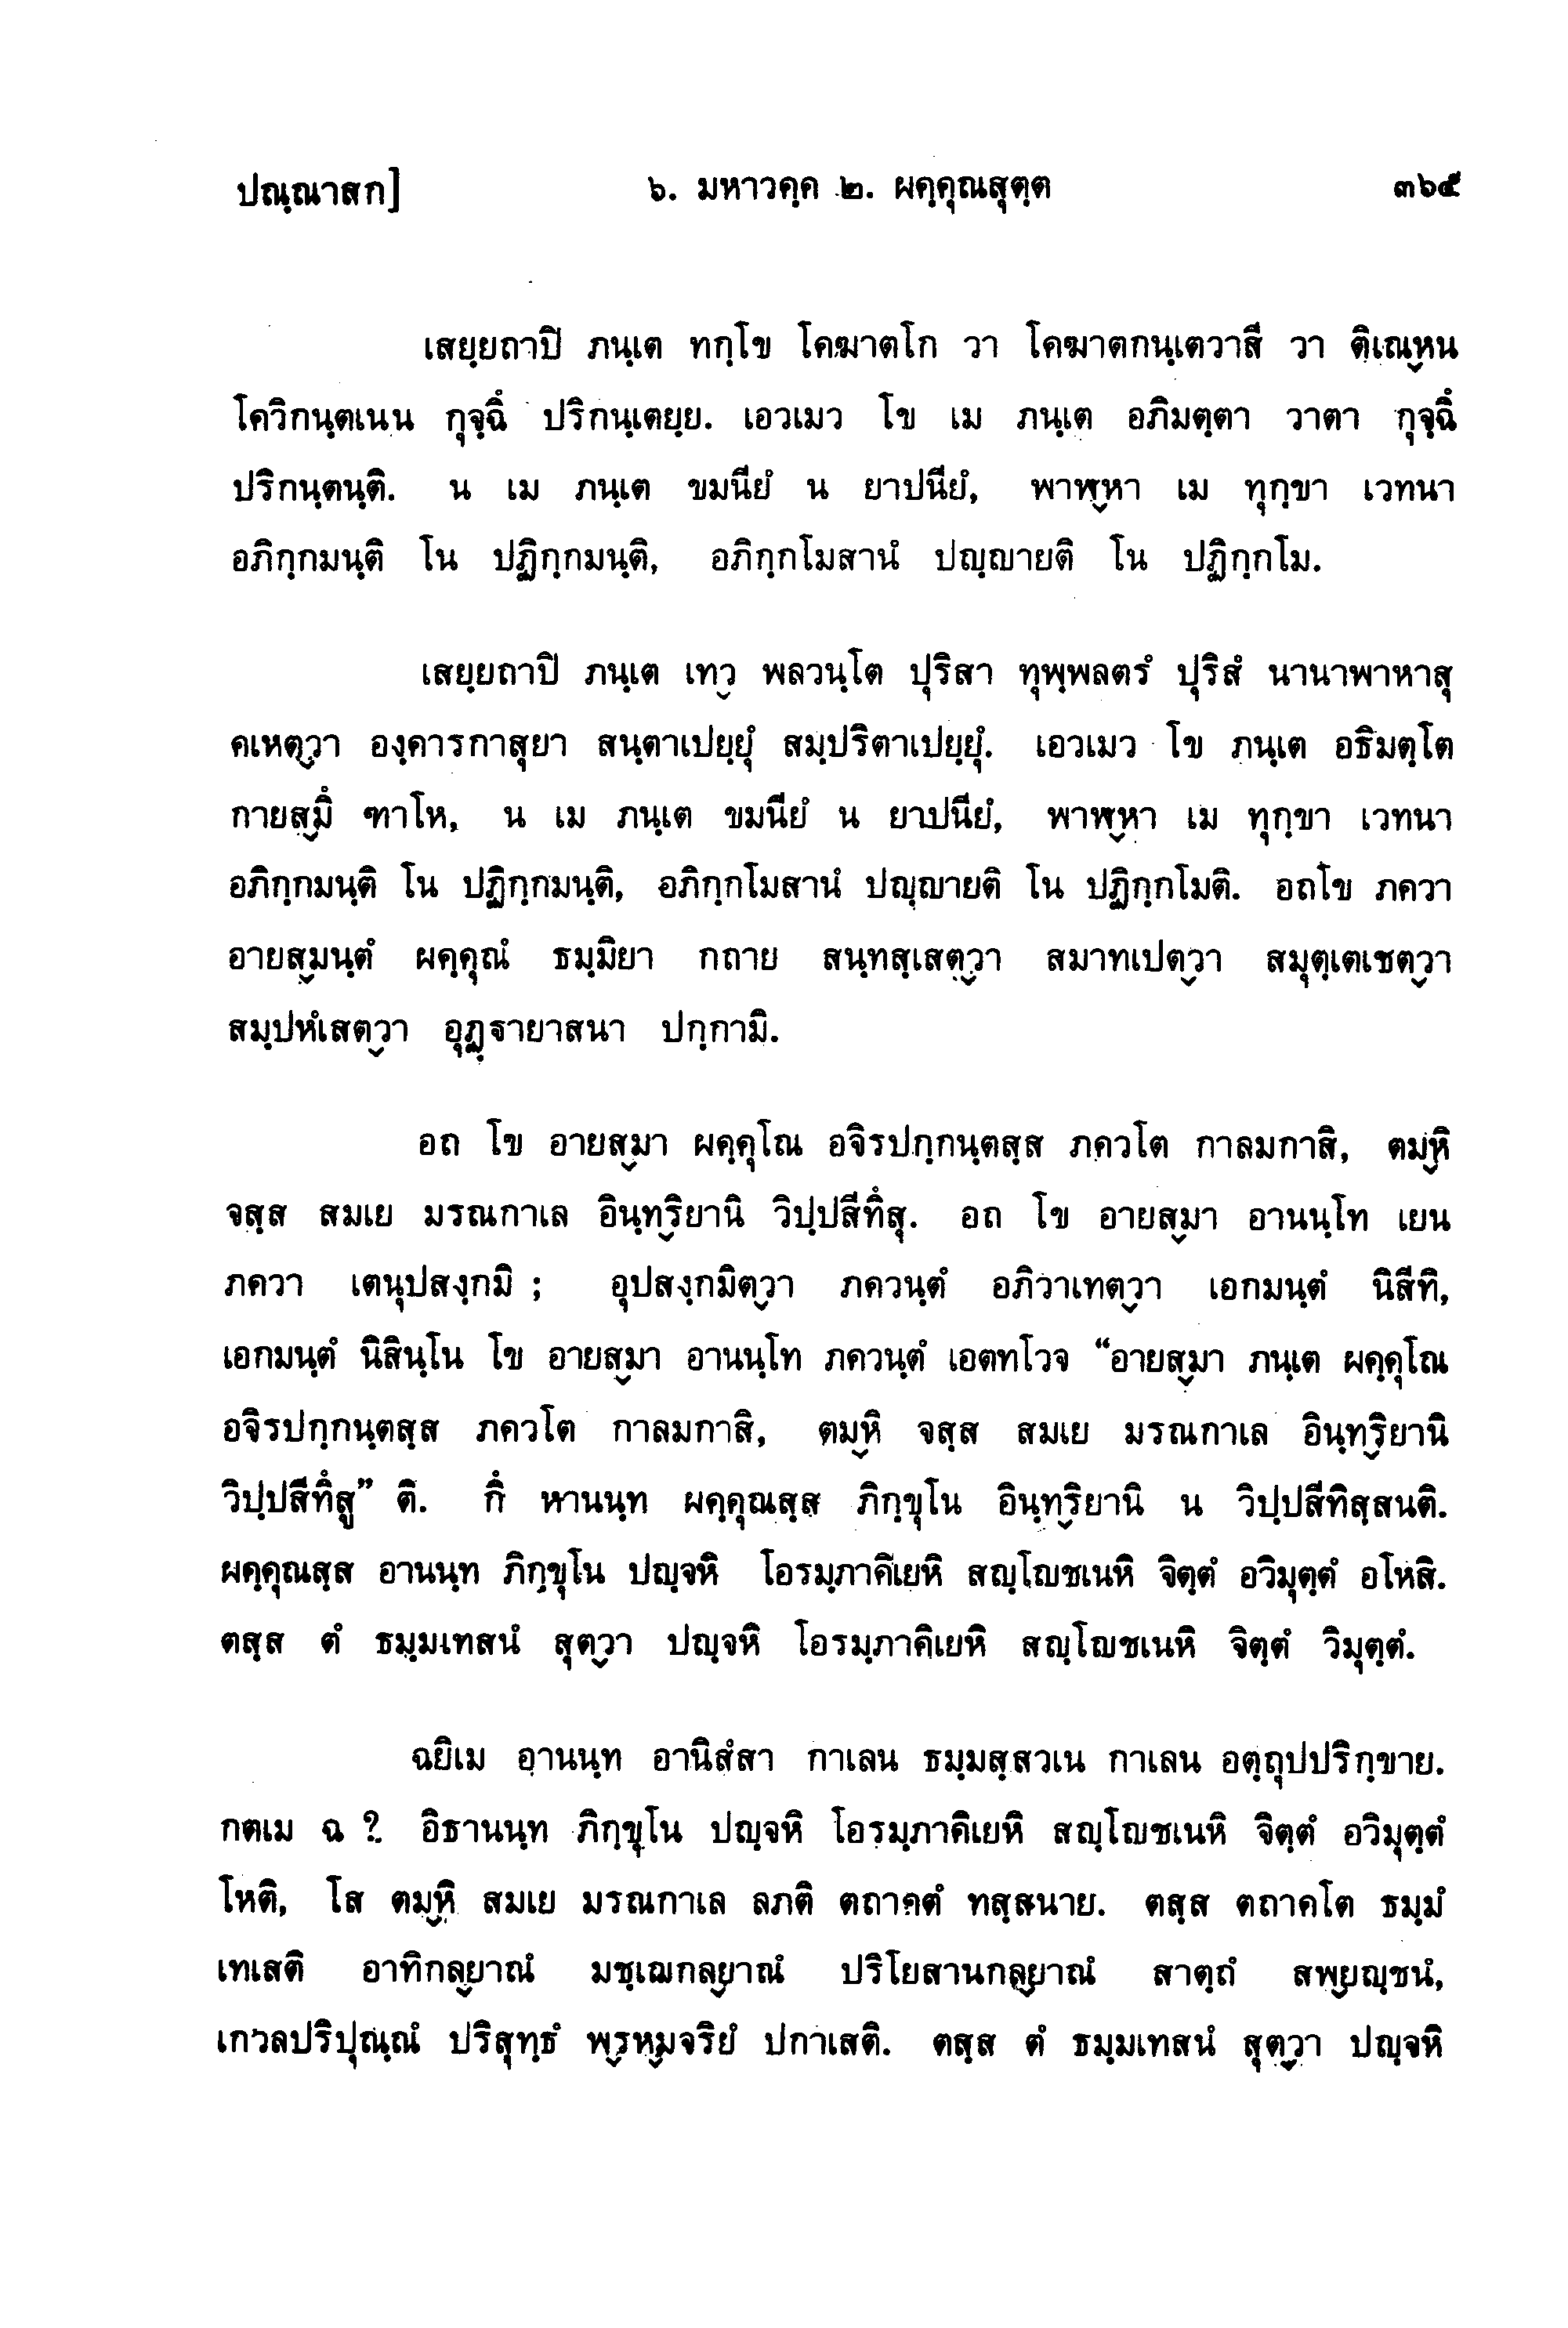 ปณฺณาสก]	๖. มหาวคฺค ๒. ผคฺคุณสุตฺต	๓๖๕
เสยฺยถาปิ ภนฺเต ทกฺโข โคฆาตโก วา โคฆาตกนฺเตวาสี วา ติเณฺหน
โควิกนฺตเนน กุจฺฉึ ปริกนฺเตยฺย. เอวเมว โข เม ภนฺเต อภิมตฺตา วาตา กุจฺฉึ
ปริกนฺตนฺติ. น เม ภนฺเต ขมนียํ น ยาปนียํ, พาฬฺหา เม ทุกฺขา เวทนา
อภิกฺกมนฺติ โน ปฏิกฺกมนฺติ, อภิกฺกโมสานํ ปญฺญายติ โน ปฏิกฺกโม.
เสยฺยถาปิ ภนฺเต เทฺว พลวนฺโต ปุริสา ทุพฺพลตรํ ปุริสํ นานาพาหาสุ
คเหตฺวา องฺคารกาสุยา สนฺตาเปยฺยุํ สมฺปริตาเปยฺยุํ. เอวเมว โข ภนฺเต อธิมตฺโต
กายสฺมึ ฑาโห, น เม ภนฺเต ขมนียํ น ยาปนียํ, พาฬฺหา เม ทุกฺขา เวทนา
อภิกฺกมนฺติ โน ปฏิกฺกมนฺติ, อภิกฺกโมสานํ ปญฺญายติ โน ปฏิกฺกโมติ. อถโข ภควา
อายสฺมนฺตํ ผคฺคุณํ ธมฺมิยา กถาย สนฺทสฺเสตฺวา สมาทเปตฺวา สมุตฺเตเชตฺวา
สมฺปหํเสตฺวา อุฏฺฐายาสนา ปกฺกามิ.
อถ โข อายสฺมา ผคฺคุโณ อจิรปกฺกนฺตสฺส ภควโต กาลมกาสิ, ตมฺหิ
จสฺส สมเย มรณกาเล อินฺทฺริยานิ วิปฺปสีทึสุ. อถ โข อายสฺมา อานนฺโท เยน
ภควา เตนุปสงฺกมิ ; อุปสงฺกมิตฺวา ภควนฺตํ อภิวาเทตฺวา เอกมนฺตํ นิสีทิ,
เอกมนฺตํ นิสินฺโน โข อายสฺมา อานนฺโท ภควนฺตํ เอตทโวจ “อายสฺมา ภนฺเต ผคฺคุโณ
อจิรปกฺกนฺตสฺส ภควโต กาลมกาสิ, ตมฺหิ จสฺส สมเย มรณกาเล อินฺทฺริยานิ
วิปฺปสีทึสู” ติ. กึ หานนฺท ผคฺคุณสฺส ภิกฺขุโน อินฺทฺริยานิ น วิปฺปสีทิสฺสนติ.
ผคฺคุณสฺส อานนฺท ภิกฺขุโน ปญฺจหิ โอรมฺภาคิเยหิ สญฺโญชเนหิ จิตฺตํ อวิมุตฺตํ อโหสิ.
ตสฺส ตํ ธมฺมเทสนํ สุตฺวา ปญฺจหิ โอรมฺภาคิเยหิ สญฺโญชเนหิ จิตฺตํ วิมุตฺตํ.
ฉยิเม อานนฺท อานิสํสา กาเลน ธมฺมสฺสวเน กาเลน อตฺถุปปริกฺขาย.
กตเม ฉ ? อิธานนฺท ภิกฺขุโน ปญฺจหิ โอรมฺภาคิเยหิ สญฺโญชเนหิ จิตฺตํ อวิมุตฺตํ
โหติ, โส ตมฺหิ สมเย มรณกาเล ลภติ ตถาคตํ ทสฺสนาย. ตสฺส ตถาคโต ธมฺมํ
เทเสติ อาทิกลฺยาณํ มชฺเฌกลฺยาณํ ปริโยสานกลฺยาณํ สาตฺถํ สพฺยญฺชนํ,
เกวลปริปุณฺณํ ปริสุทฺธํ พฺรหฺมจริยํ ปกาเสติ. ตสฺส ตํ ธมฺมเทสนํ สุตฺวา ปญฺจหิ